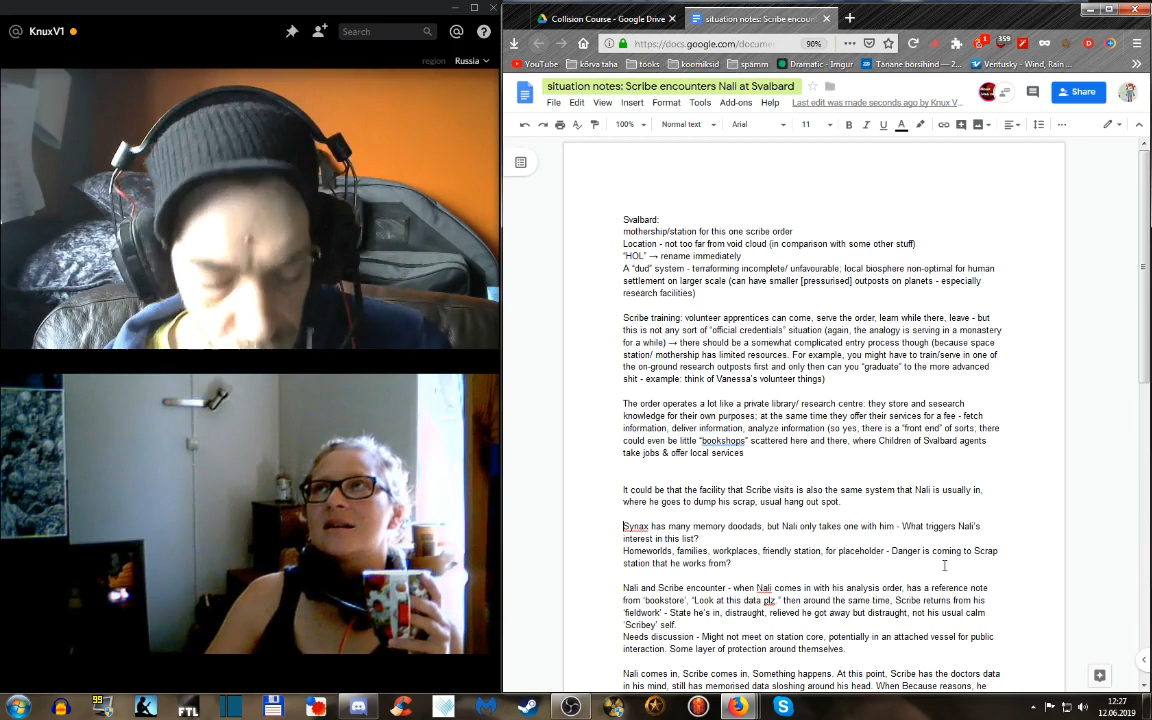 KnuxV1
Search
region Russia
Collision Course - Google Drive
situation notes: Scribe encount
https://docs.google.com/docume
90%
1
359
YouTube
kõrva taha
tööks
koomiksid
spämm
Dramatic - Imgur
Tänane börsihind ...
Ventusky - Wind, Rain ...
situation notes: Scribe encounters Nali at Svalbard
File Edit View Insert Format Tools Add-ons Help Last edit was made seconds ago by Knux V...
Share
100% Normal text Arial 11 B I U A
Svalbard:
mothership/station for this one scribe order
Location - not too far from void cloud (in comparison with some other stuff)
"HOL" → rename immediately
A "dud" system - terraforming incomplete/ unfavourable; local biosphere non-optimal for human
settlement on larger scale (can have smaller [pressurised] outposts on planets - especially
research facilities)
Scribe training: volunteer apprentices can come, serve the order, learn while there, leave - but
this is not any sort of "official credentials" situation (again, the analogy is serving in a monastery
for a while) → there should be a somewhat complicated entry process though (because space
station/ mothership has limited resources. For example, you might have to train/serve in one of
the on-ground research outposts first and only then can you "graduate" to the more advanced
shit - example: think of Vanessa's volunteer things)
The order operates a lot like a private library/ research centre: they store and sesearch
knowledge for their own purposes; at the same time they offer their services for a fee - fetch
information, deliver information, analyze information (so yes, there is a "front end" of sorts; there
could even be little "bookshops" scattered here and there, where Children of Svalbard agents
take jobs & offer local services
It could be that the facility that Scribe visits is also the same system that Nali is usually in,
where he goes to dump his scrap, usual hang out spot.
Synax has many memory doodads, but Nali only takes one with him - What triggers Nali's
interest in this list?
Homeworlds, families, workplaces, friendly station, for placeholder - Danger is coming to Scrap
station that he works from?
Nali and Scribe encounter - when Nali comes in with his analysis order, has a reference note
from 'bookstore', "Look at this data plz." then around the same time, Scribe returns from his
'fieldwork' - State he's in, distraught, relieved he got away but distraught, not his usual calm
'Scribey' self.
Needs discussion - Might not meet on station core, potentially in an attached vessel for public
interaction. Some layer of protection around themselves.
Nali comes in, Scribe comes in, Something happens. At this point, Scribe has the doctors data
in his mind, still has memorised data sloshing around his head. When Because reasons, he
99
FTL
12:27
12.06.2019